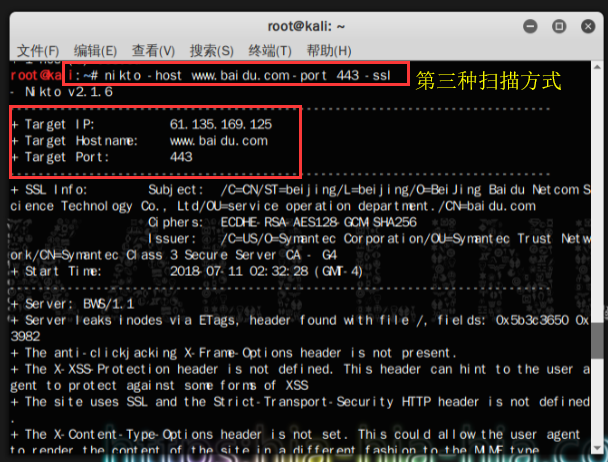 root@kali: ~
文件(F) 编辑(E) 查看(V) 搜索(S) 终端(T) 帮助(H)
root@kali:~# nikto -host www.baidu.com -port 443 -ssl 第三种扫描方式
- Nikto v2.1.6
---------------------------------------------------------------------------
+ Target IP: 61.135.169.125
+ Target Hostname: www.baidu.com
+ Target Port: 443
---------------------------------------------------------------------------
+ SSL Info: Subject: /C=CN/ST=beijing/L=beijing/O=BeiJing Baidu Netcom S
cience Technology Co., Ltd/OU=service operation department./CN=baidu.com
Ciphers: ECDHE-RSA-AES128-GCM-SHA256
Issuer: /C=US/O=Symantec Corporation/OU=Symantec Trust Netw
ork/CN=Symantec Class 3 Secure Server CA - G4
+ Start Time: 2018-07-11 02:32:28 (GMT-4)
---------------------------------------------------------------------------
+ Server: BWS/1.1
+ Server leaks inodes via ETags, header found with file /, fields: 0x5b3c3650 0x
3982
+ The anti-clickjacking X-Frame-Options header is not present.
+ The X-XSS-Protection header is not defined. This header can hint to the user a
gent to protect against some forms of XSS
+ The site uses SSL and the Strict-Transport-Security HTTP header is not defined
.
+ The X-Content-Type-Options header is not set. This could allow the user agent
to render the content of the site in a different fashion to the MIME type